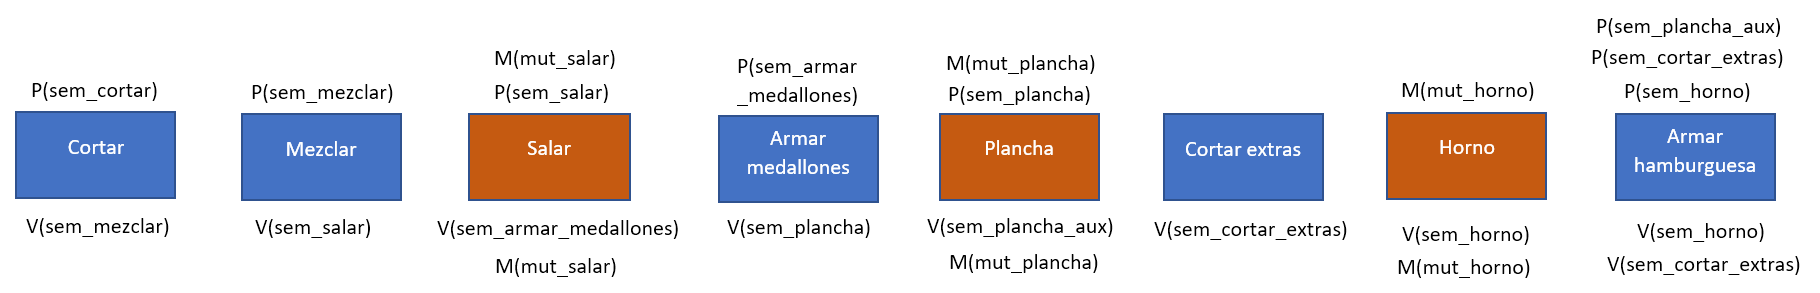 P(sem_cortar)
Cortar
V(sem_mezclar)
P(sem_mezclar)
Mezclar
V(sem_salar)
M(mut_salar)
P(sem_salar)
Salar
V(sem_armar_medallones)
M(mut_salar)
P(sem_armar
_medallones)
Armar
medallones
V(sem_plancha)
M(mut_plancha)
P(sem_plancha)
Plancha
V(sem_plancha_aux)
M(mut_plancha)
Cortar extras
V(sem_cortar_extras)
M(mut_horno)
Horno
V(sem_horno)
M(mut_horno)
P(sem_plancha_aux)
P(sem_cortar_extras)
P(sem_horno)
Armar
hamburguesa
V(sem_horno)
V(sem_cortar_extras)